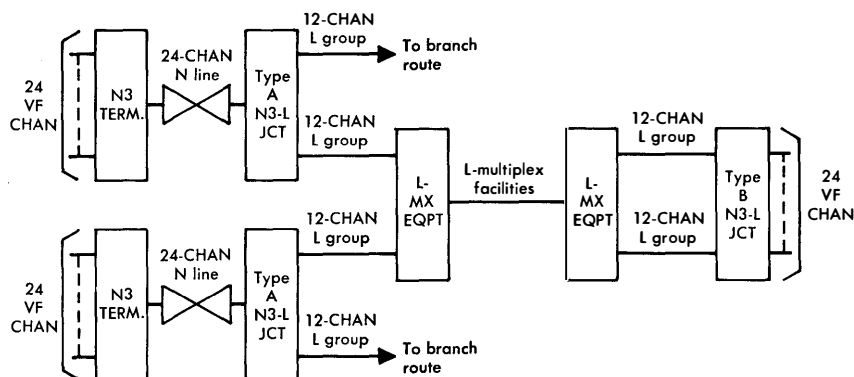 24
VF
CHAN
N3
TERM.
24-CHAN
N line
Type
A
N3-L
JCT
12-CHAN
L group
To branch
route
12-CHAN
L group
L-
MX
EQPT
L-multiplex
facilities
L-
MX
EQPT
12-CHAN
L group
12-CHAN
L group
Type
B
N3-L
JCT
24
VF
CHAN
24
VF
CHAN
N3
TERM.
24-CHAN
N line
Type
A
N3-L
JCT
12-CHAN
L group
12-CHAN
L group
To branch
route